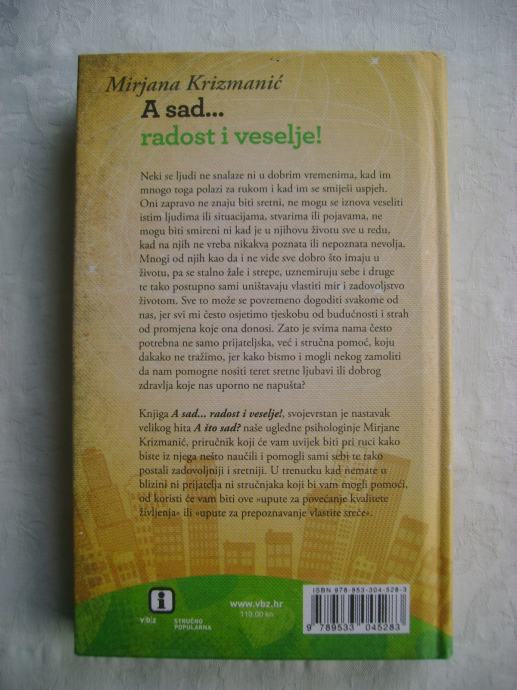 Mirjana Krizmanić
A sad...
radost i veselje!
Neki se ljudi ne snalaze ni u dobrim vremenima, kad im
mnogo toga polazi za rukom i kad im se smiješi uspjeh.
Oni zapravo ne znaju biti sretni, ne mogu se iznova veseliti
istim ljudima ili situacijama, stvarima ili pojavama, ne
mogu biti smireni ni kad je u njihovu životu sve u redu,
kad na njih ne vreba nikakva poznata ili nepoznata nevolja.
Mnogi od njih kao da i ne vide sve dobro što imaju u
životu, pa se stalno žale i strepe, uznemiruju sebe i druge
te tako postupno sami uništavaju vlastiti mir i zadovoljstvo
životom. Sve to može se povremeno dogoditi svakome od
nas, jer svi mi često osjetimo tjeskobu od budućnosti i strah
od promjena koje ona donosi. Zato je svima nama često
potrebna ne samo prijateljska, već i stručna pomoć, koju
dakako ne tražimo, jer kako bismo i mogli nekog zamoliti
da nam pomogne nositi teret sretne ljubavi ili dobrog
zdravlja koje nas uporno ne napušta?
Knjiga A sad... radost i veselje!, svojevrstan je nastavak
velikog hita A što sad? naše ugledne psihologinje Mirjane
Krizmanić, priručnik koji će vam uvijek biti pri ruci kako
biste iz njega nešto naučili i pomogli sami sebi te tako
postali zadovoljniji i sretniji. U trenutku kad nemate u
blizini ni prijatelja ni stručnjaka koji bi vam mogli pomoći,
od koristi će vam biti ove »upute za povećanje kvalitete
življenja« ili »upute za prepoznavanje vlastite sreće«.
ISBN 978-953-304-528-3
i
v|b|z
STRUČNO
POPULARNA
www.vbz.hr
119,00 kn
9 789533 045283